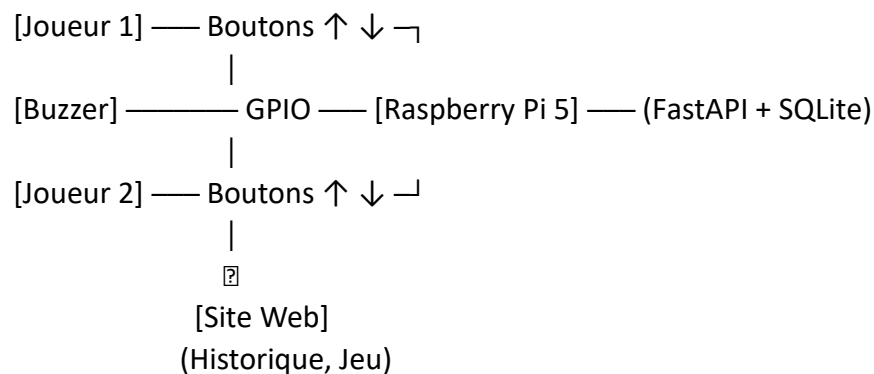 [Joueur 1] —— Boutons ↑ ↓ ─┐
|
[Buzzer] ————— GPIO —— [Raspberry Pi 5] —— (FastAPI + SQLite)
|
[Joueur 2] —— Boutons ↑ ↓ ─┘
|
⍰
[Site Web]
(Historique, Jeu)